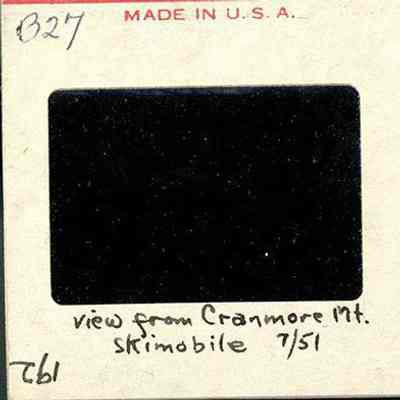 MADE IN U.S.A.
B27
view from Cranmore Mt.
skimobile 7/51
192